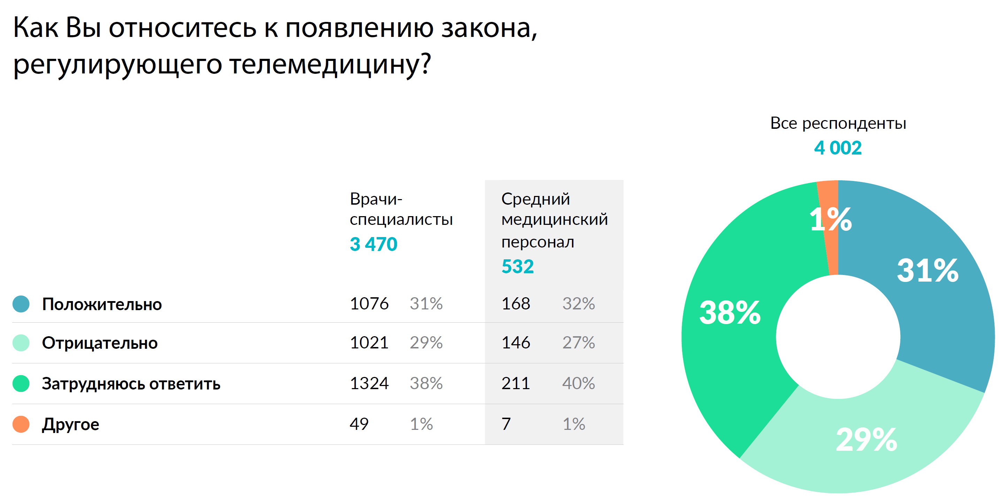 Как Вы относитесь к появлению закона,
регулирующего телемедицину?
Все респонденты
4 002
Врачи-
специалисты
3 470
Средний
медицинский
персонал
532
Положительно 1076 31% 168 32%
Отрицательно 1021 29% 146 27%
Затрудняюсь ответить 1324 38% 211 40%
Другое 49 1% 7 1%
1%
31%
38%
29%